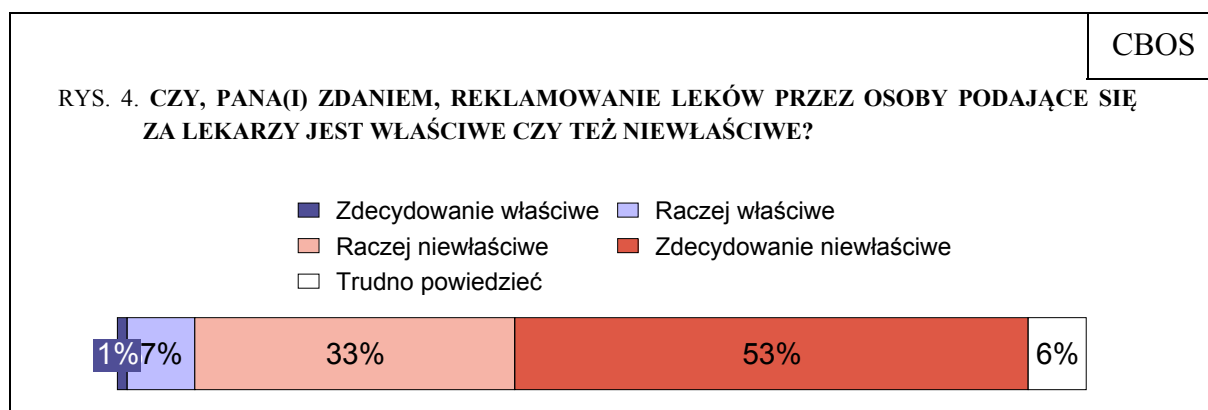 CBOS
RYS. 4. CZY, PANA(I) ZDANIEM, REKLAMOWANIE LEKÓW PRZEZ OSOBY PODAJĄCE SIĘ
ZA LEKARZY JEST WŁAŚCIWE CZY TEŻ NIEWŁAŚCIWE?
Zdecydowanie właściwe Raczej właściwe
Raczej niewłaściwe Zdecydowanie niewłaściwe
Trudno powiedzieć
1% 7% 33% 53% 6%